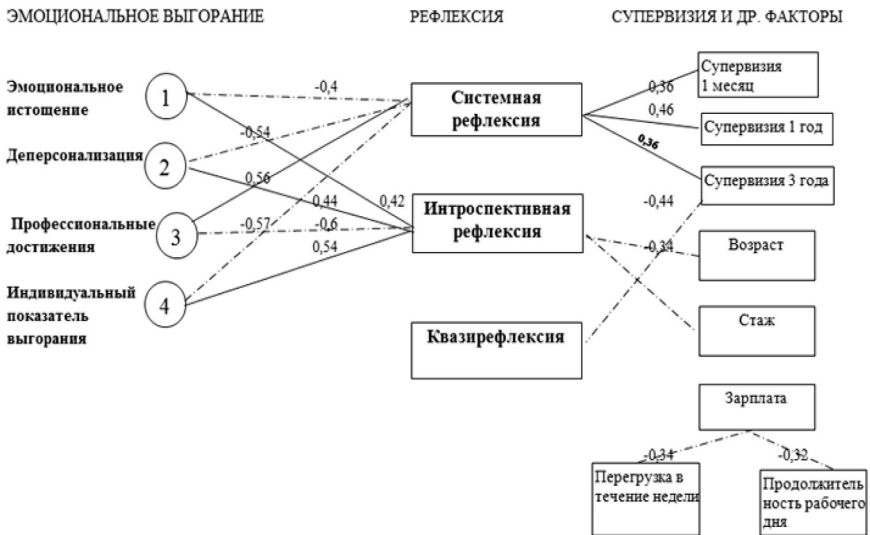 ЭМОЦИОНАЛЬНОЕ ВЫГОРАНИЕ
РЕФЛЕКСИЯ
СУПЕРВИЗИЯ И ДР. ФАКТОРЫ
Эмоциональное
истощение
1
Деперсонализация
2
Профессиональные
достижения
3
Индивидуальный
показатель
выгорания
4
-0,4
-0,54
0,56
0,44
0,42
-0,57
-0,6
0,54
Системная
рефлексия
Интроспективная
рефлексия
Квазирефлексия
0,36
0,46
0,36
-0,44
-0,34
Супервизия
1 месяц
Супервизия 1 год
Супервизия 3 года
Возраст
Стаж
Зарплата
-0,34
-0,32
Перегрузка в
течение недели
Продолжитель
ность рабочего
дня